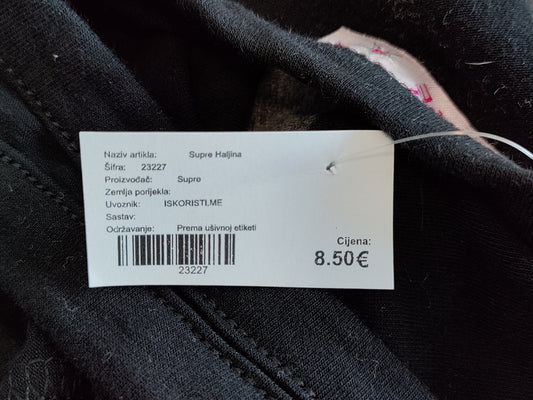 Naziv artikla: Supre Haljina
Šifra: 23227
Proizvođač: Supre
Zemlja porijekla:
Uvoznik: ISKORISTI.ME
Sastav:
Održavanje: Prema ušivnoj etiketi
23227
Cijena:
8.50€